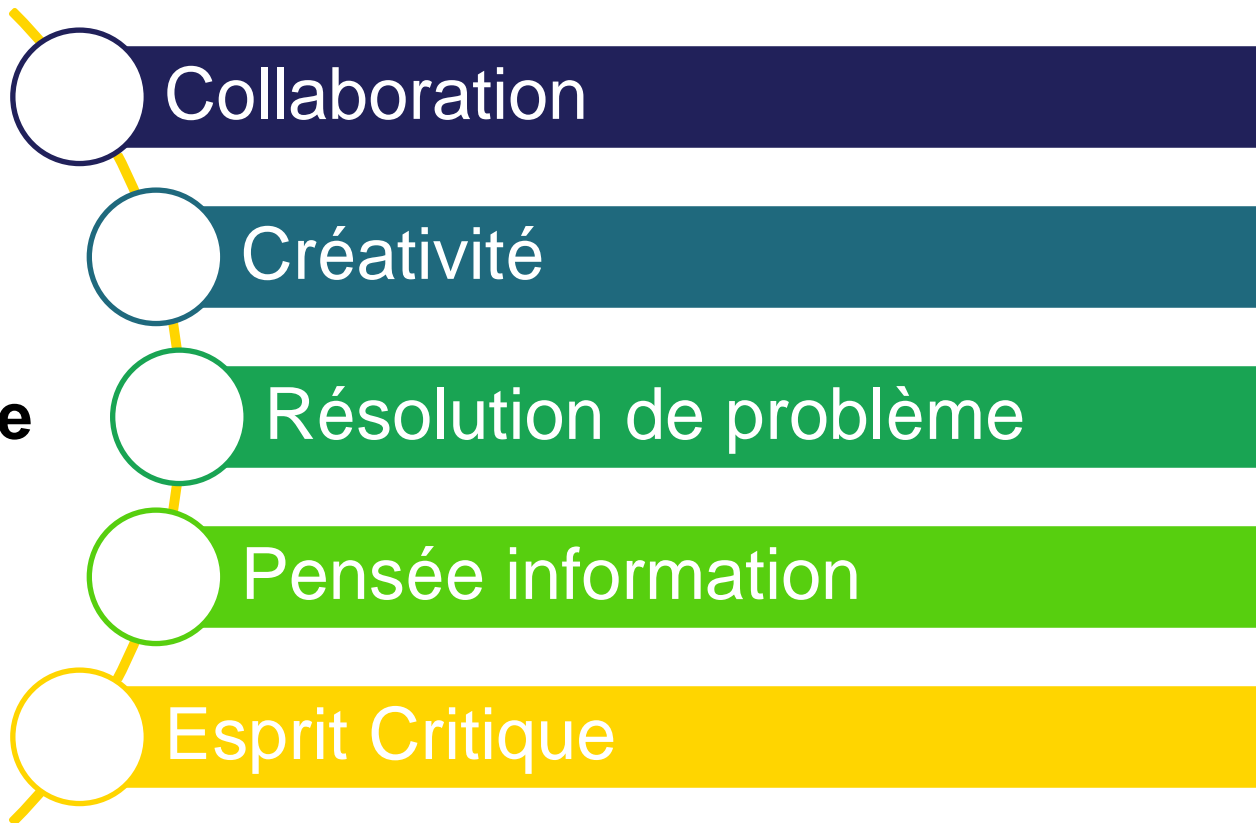 Collaboration
Créativité
e
Résolution de problème
Pensée information
Esprit Critique